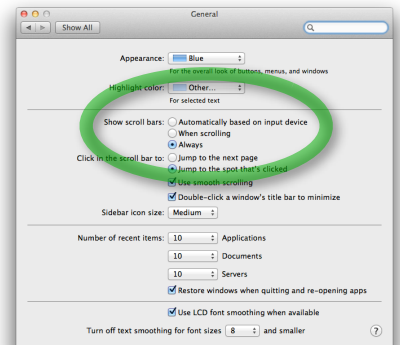 General
Show All
Appearance: Blue
For the overall look of buttons, menus, and windows
Highlight color: Other...
For selected text
Show scroll bars: Automatically based on input device
When scrolling
Always
Click in the scroll bar to: Jump to the next page
Jump to the spot that's clicked
Use smooth scrolling
Double-click a window's title bar to minimize
Sidebar icon size: Medium
Number of recent items: 10 Applications
10 Documents
10 Servers
Restore windows when quitting and re-opening apps
Use LCD font smoothing when available
Turn off text smoothing for font sizes 8 and smaller ?